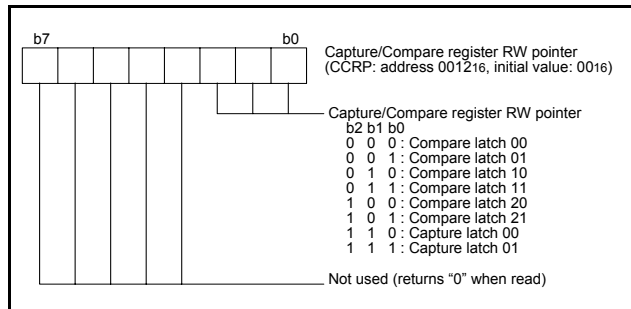 b7 b0
Capture/Compare register RW pointer
(CCRP: address 001216, initial value: 0016)
Capture/Compare register RW pointer
b2 b1 b0
0 0 0 : Compare latch 00
0 0 1 : Compare latch 01
0 1 0 : Compare latch 10
0 1 1 : Compare latch 11
1 0 0 : Compare latch 20
1 0 1 : Compare latch 21
1 1 0 : Capture latch 00
1 1 1 : Capture latch 01
Not used (returns “0” when read)